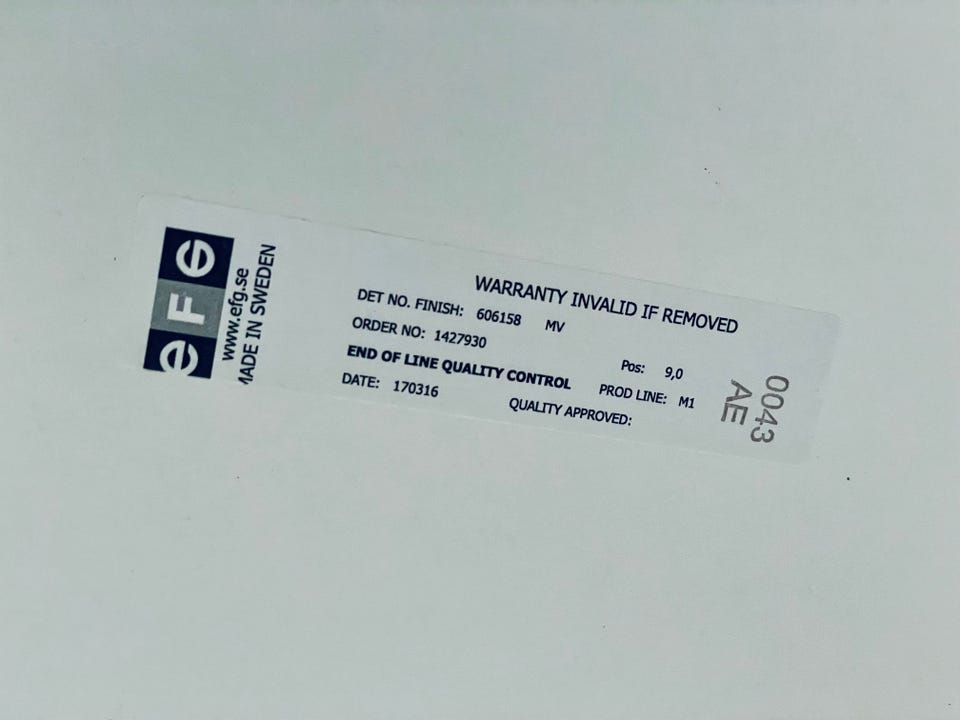 eFG
www.efg.se
MADE IN SWEDEN
WARRANTY INVALID IF REMOVED
DET NO. FINISH: 606158 MV
ORDER NO: 1427930
Pos: 9,0
END OF LINE QUALITY CONTROL
PROD LINE: M1
DATE: 170316
QUALITY APPROVED:
0043
AE